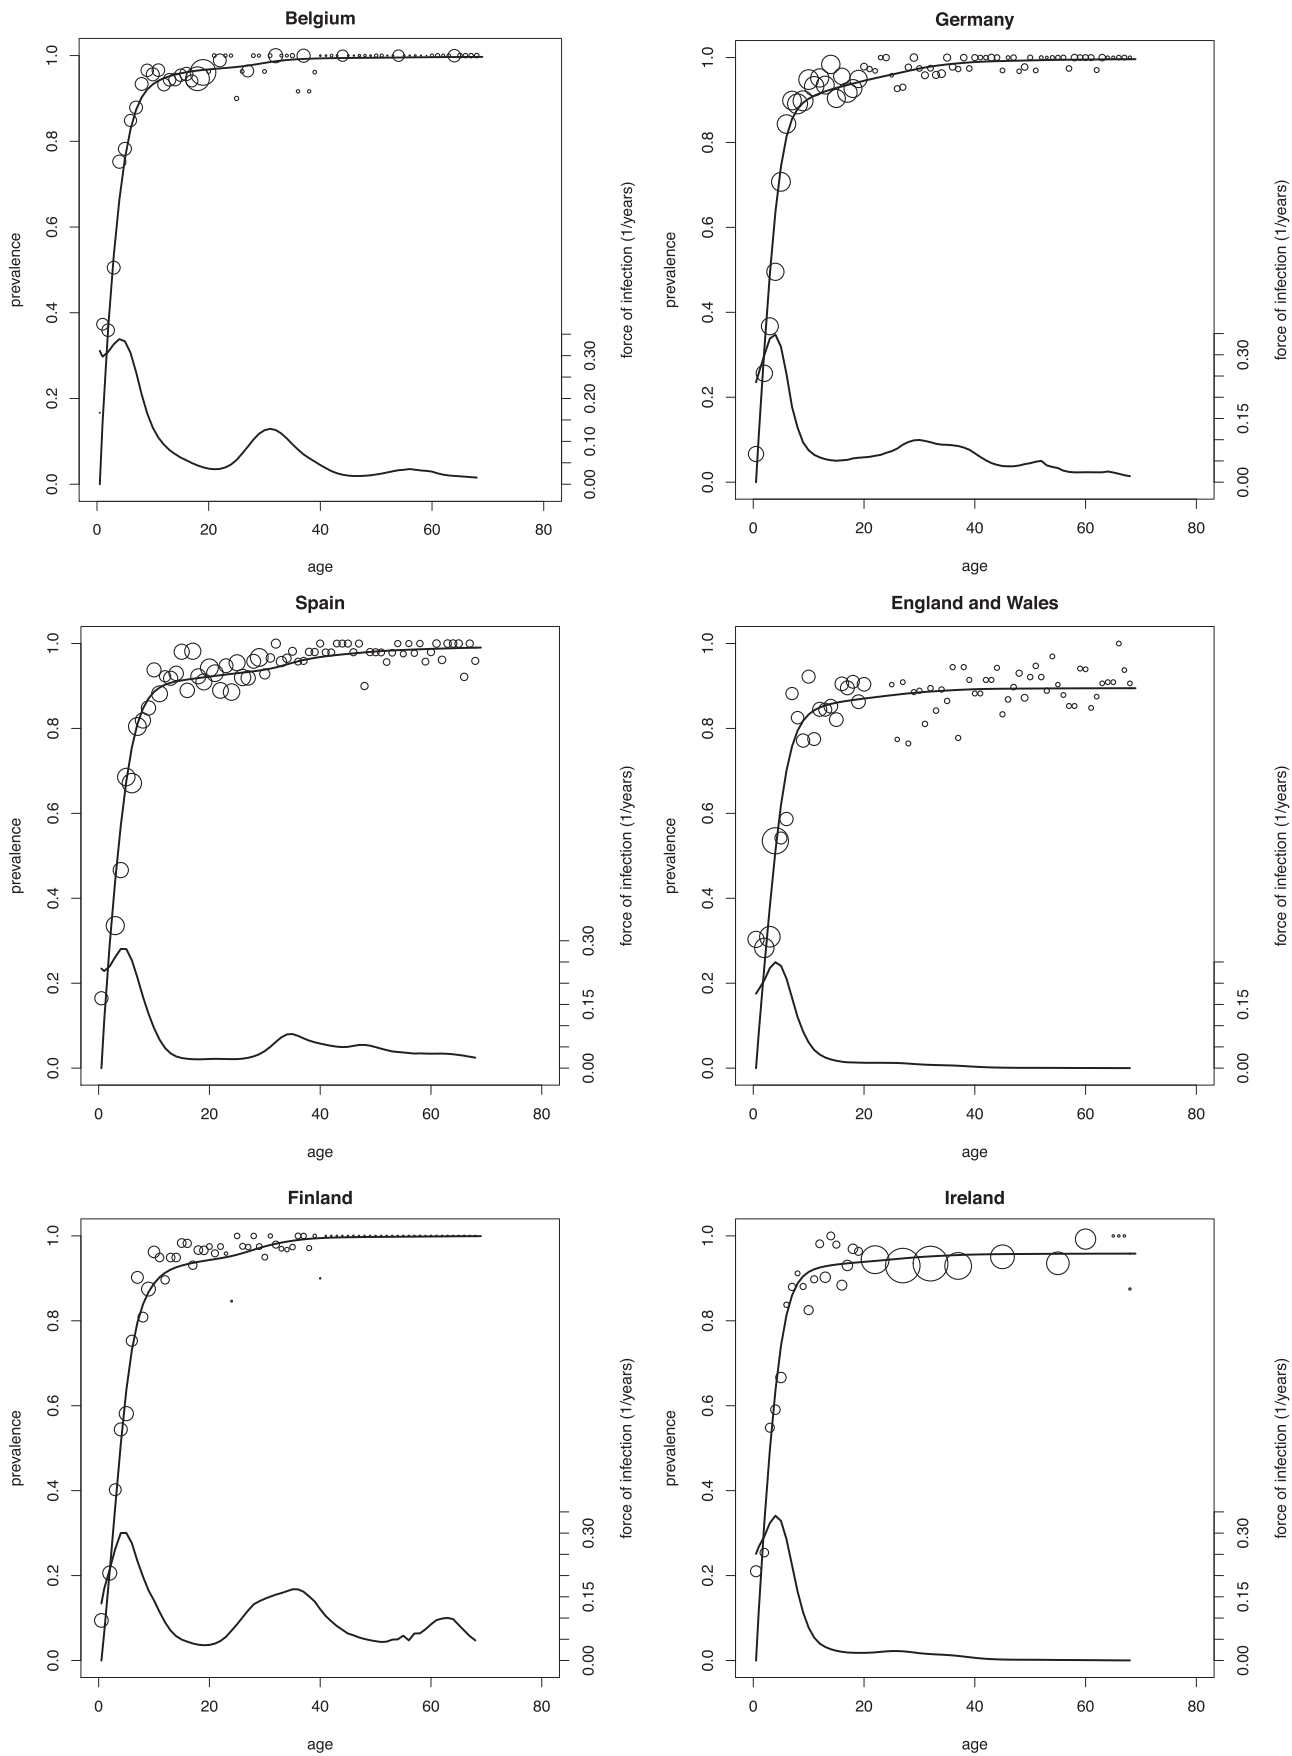 Belgium
prevalence
0.0 0.2 0.4 0.6 0.8 1.0
0.00 0.10 0.20 0.30
force of infection (1/years)
0 20 40 60 80
age
Germany
prevalence
0.0 0.2 0.4 0.6 0.8 1.0
0.00 0.15 0.30
force of infection (1/years)
0 20 40 60 80
age
Spain
prevalence
0.0 0.2 0.4 0.6 0.8 1.0
0.00 0.15 0.30
force of infection (1/years)
0 20 40 60 80
age
England and Wales
prevalence
0.0 0.2 0.4 0.6 0.8 1.0
0.00 0.15
force of infection (1/years)
0 20 40 60 80
age
Finland
prevalence
0.0 0.2 0.4 0.6 0.8 1.0
0.00 0.15 0.30
force of infection (1/years)
0 20 40 60 80
age
Ireland
prevalence
0.0 0.2 0.4 0.6 0.8 1.0
0.00 0.15 0.30
force of infection (1/years)
0 20 40 60 80
age